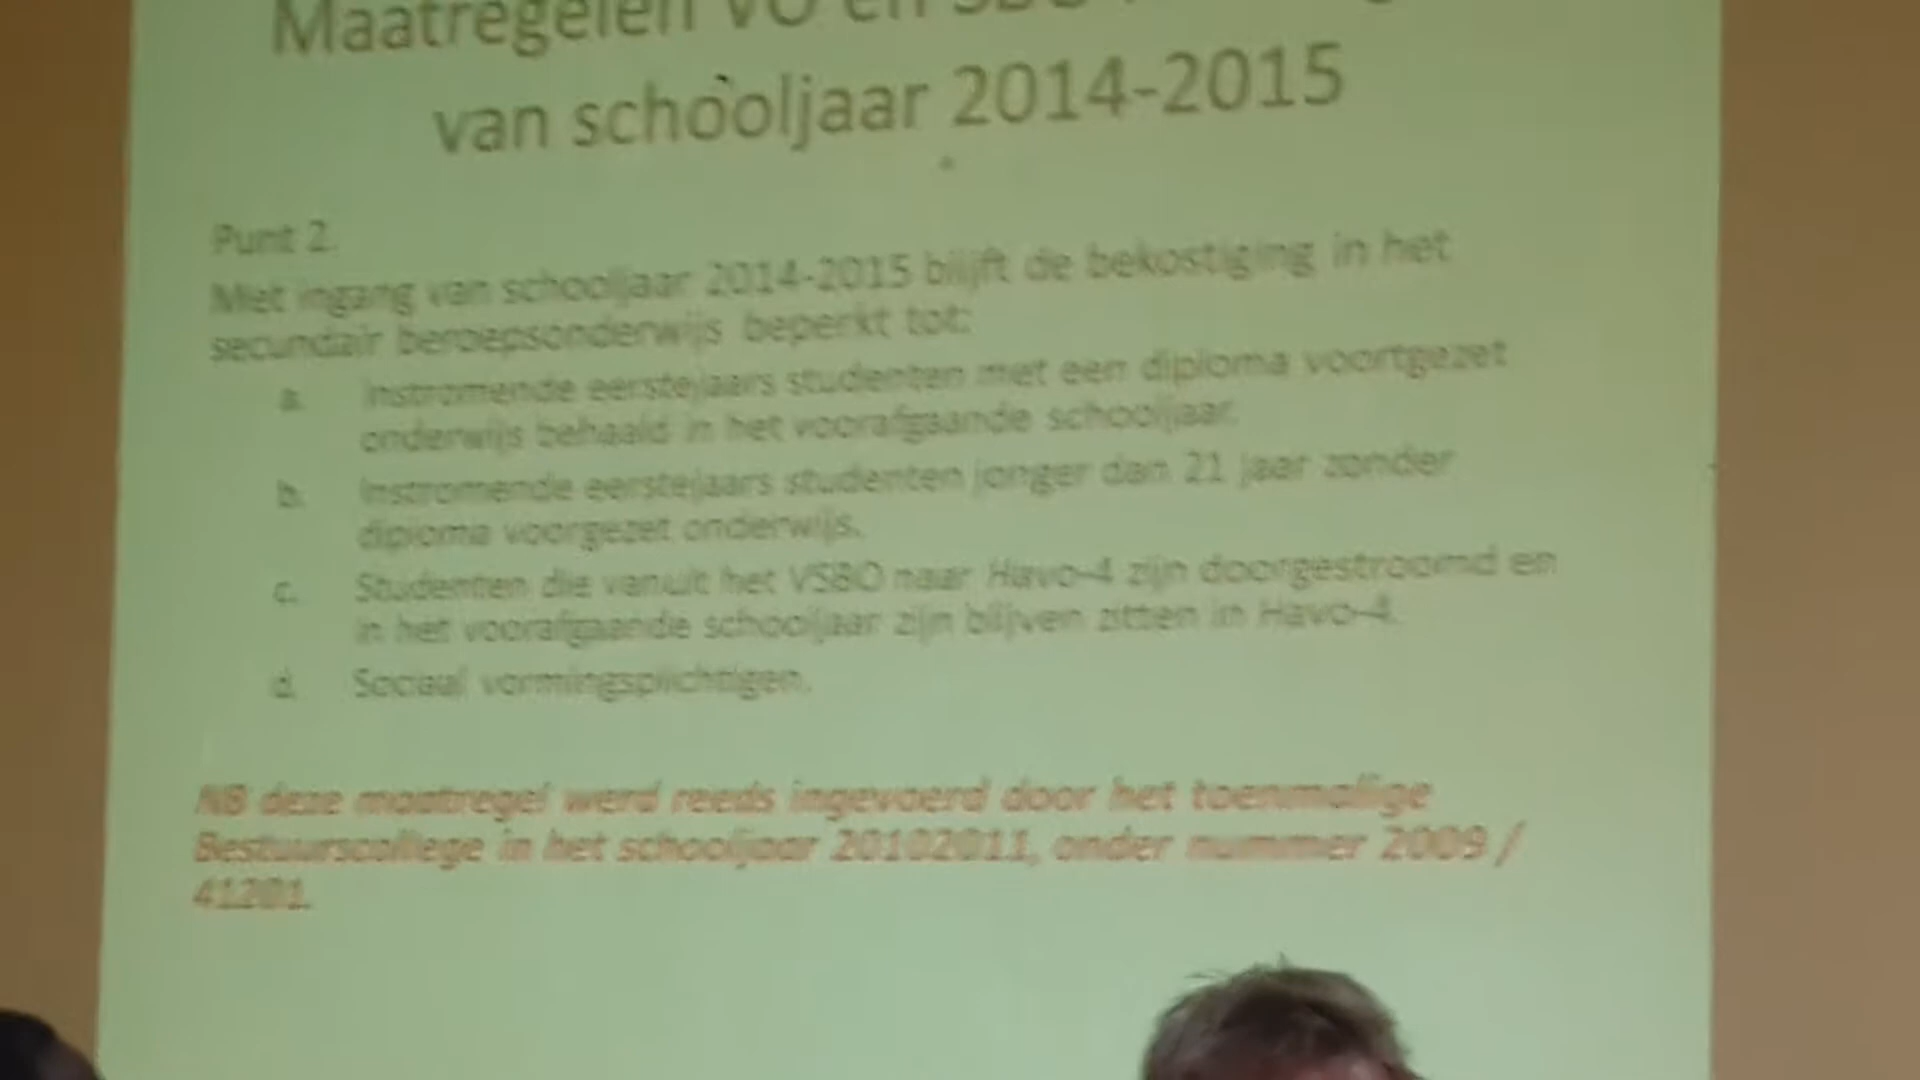 Maatregelen VO en
van schooljaar 2014-2015
Punt 2.
Met ingang van schooljaar 2014-2015 blijft de bekostiging in het
secundair beroepsonderwijs beperkt tot:
a. Instromende eerstejaars studenten met een diploma voortgezet
onderwijs behaald in het voorafgaande schooljaar.
b. Instromende eerstejaars studenten jonger dan 21 jaar zonder
diploma voorgezet onderwijs.
c. Studenten die vanuit het VSBO naar Havo-4 zijn doorgestroomd en
in het voorafgaande schooljaar zijn blijven zitten in Havo-4.
d. Sociaal vormingsplichtigen.
NB deze maatregel werd reeds ingevoerd door het toenmalige
Bestuurscollege in het schooljaar 20102011, onder nummer 2009 /
41201.